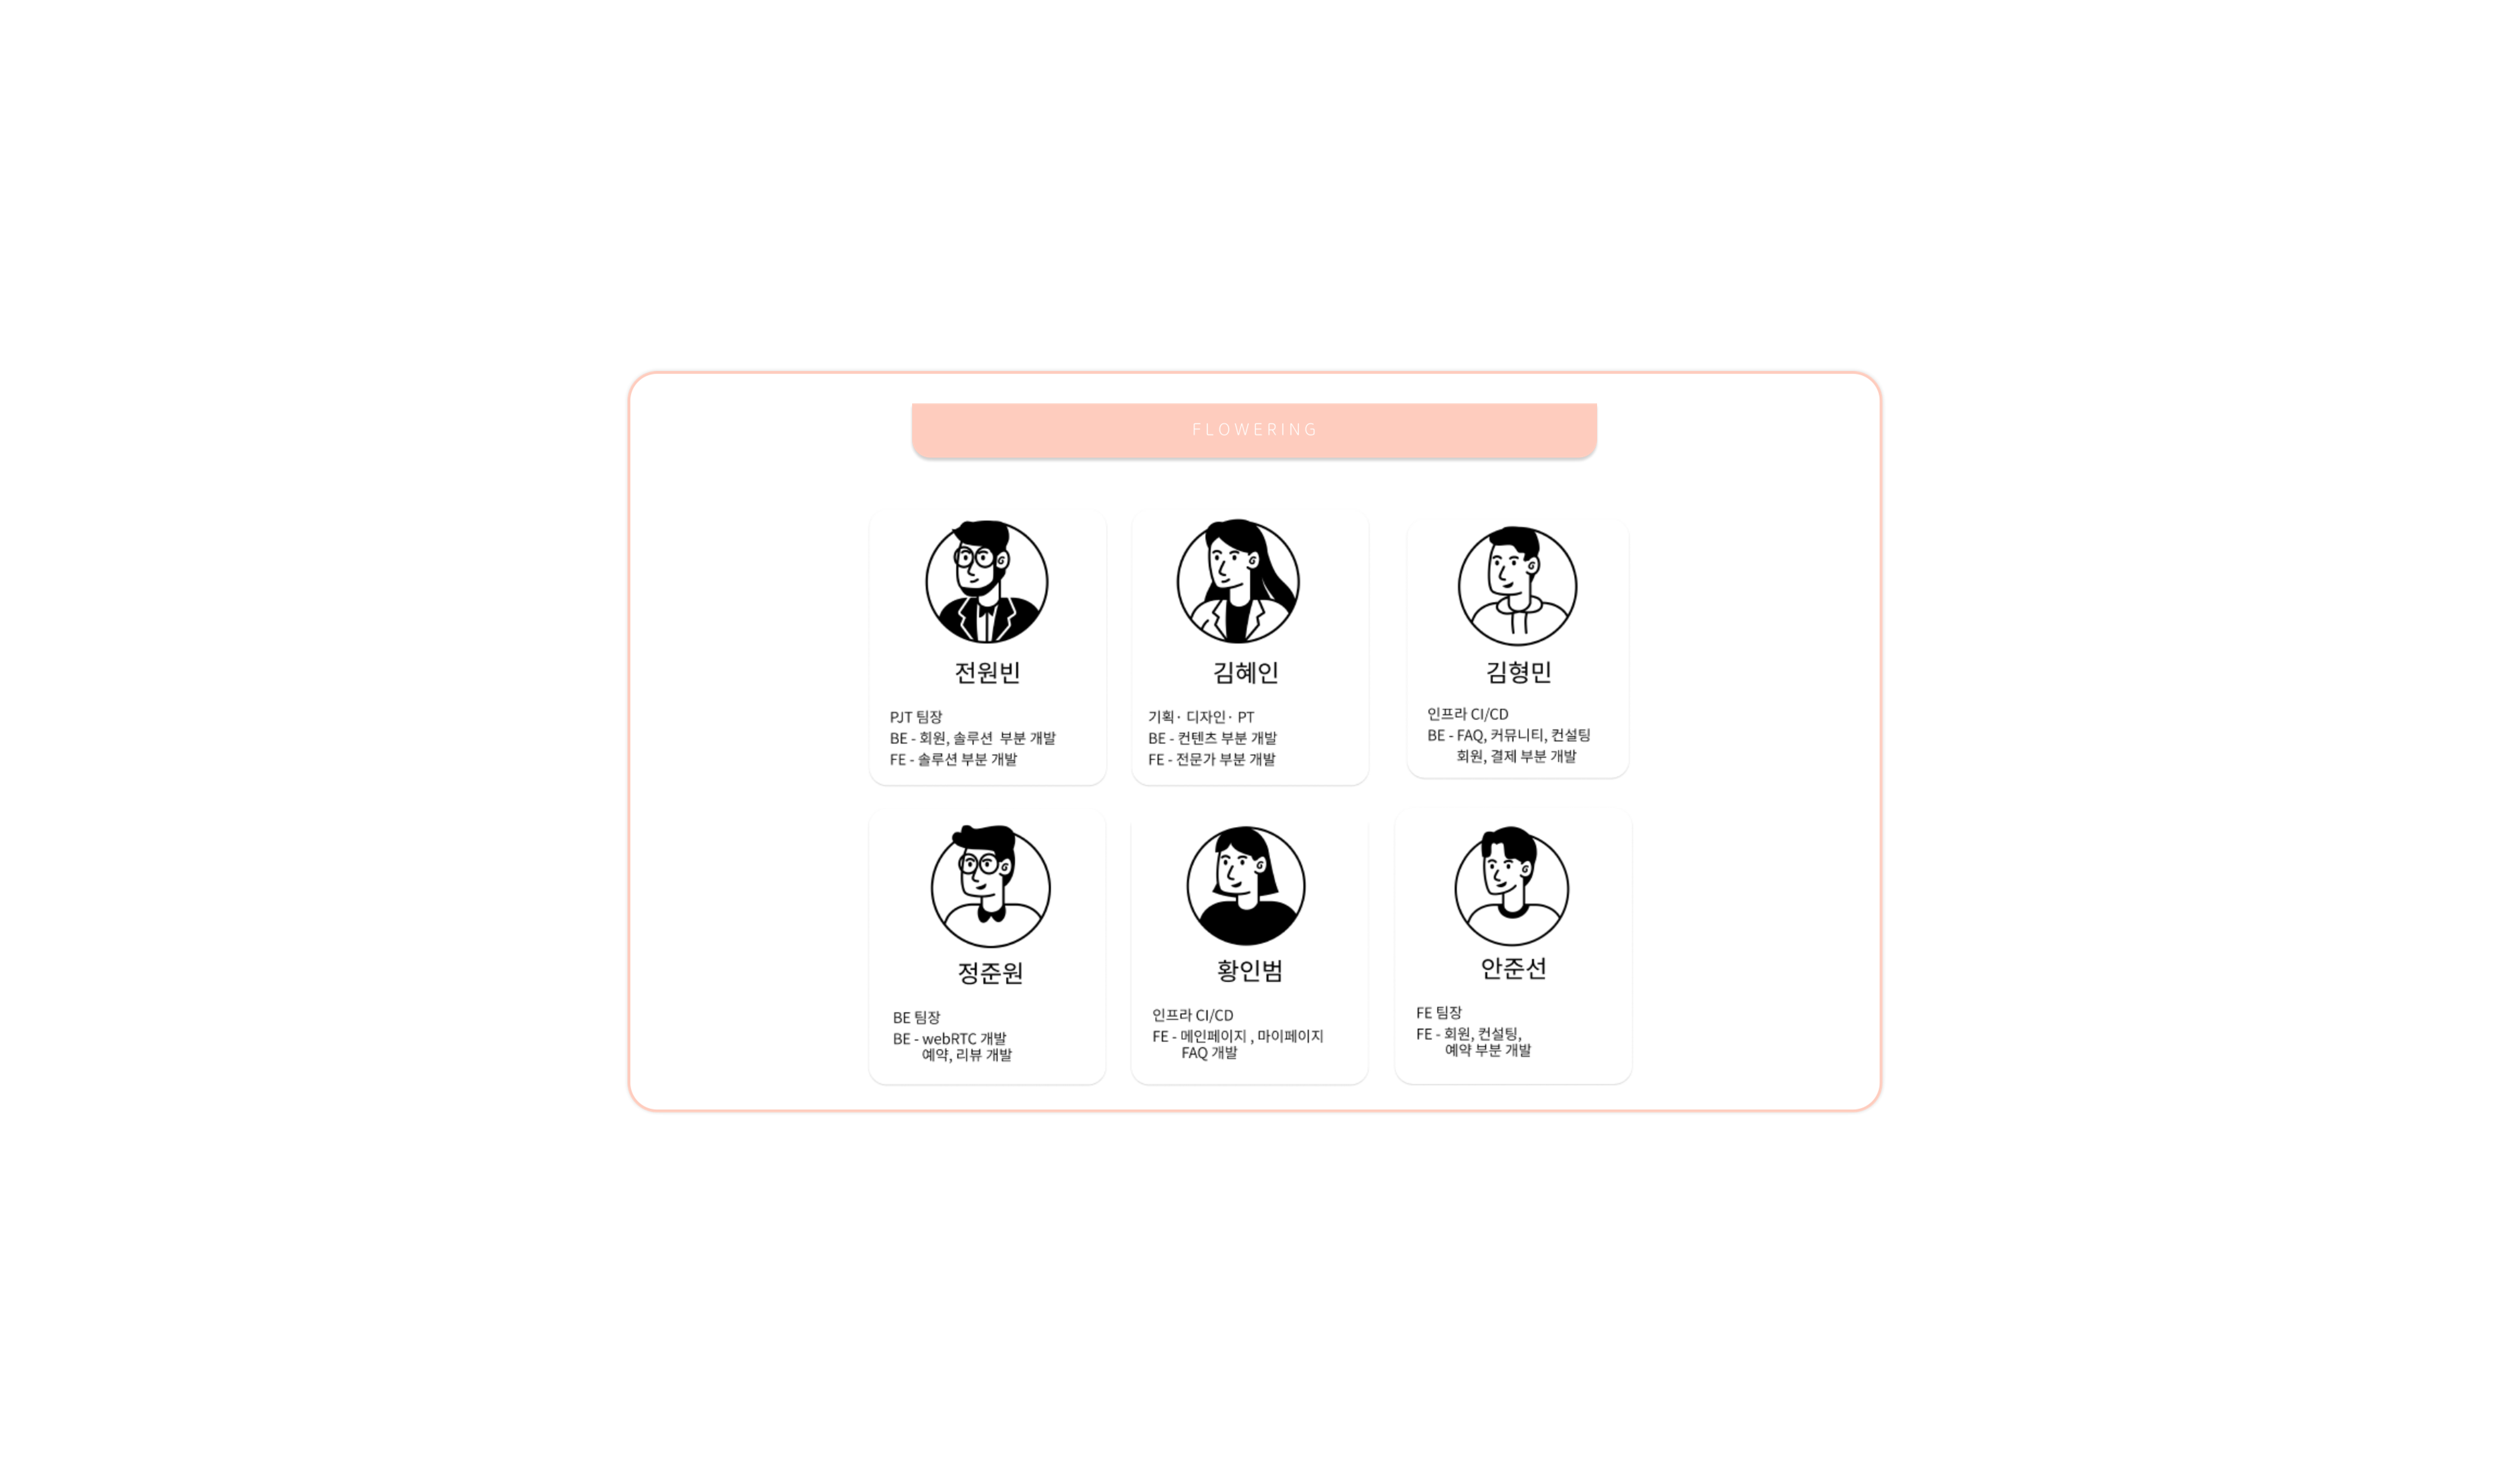 FLOWERING
전원빈
PJT 팀장
BE - 회원, 솔루션 부분 개발
FE - 솔루션 부분 개발
김혜인
기획· 디자인· PT
BE - 컨텐츠 부분 개발
FE - 전문가 부분 개발
김형민
인프라 CI/CD
BE - FAQ, 커뮤니티, 컨설팅
회원, 결제 부분 개발
정준원
BE 팀장
BE - webRTC 개발
예약, 리뷰 개발
황인범
인프라 CI/CD
FE - 메인페이지 , 마이페이지
FAQ 개발
안준선
FE 팀장
FE - 회원, 컨설팅,
예약 부분 개발